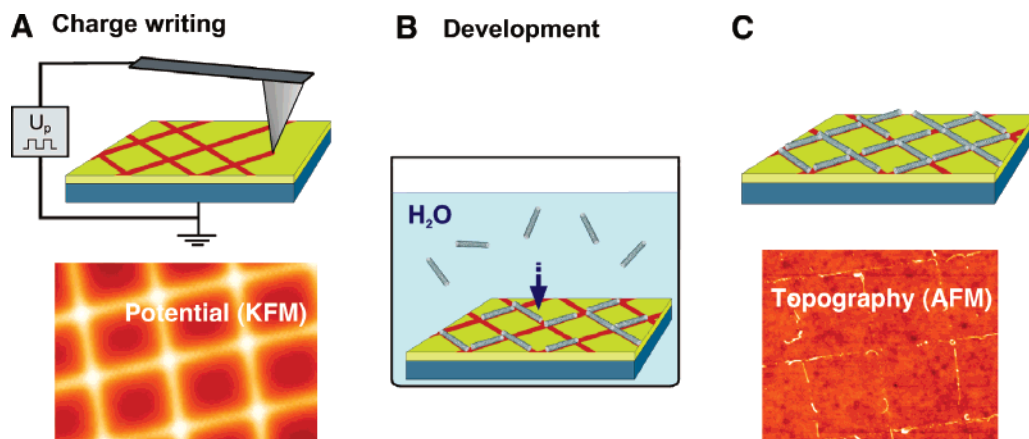 A Charge writing
Uₚ
Potential (KFM)
B Development
H₂O
C
Topography (AFM)